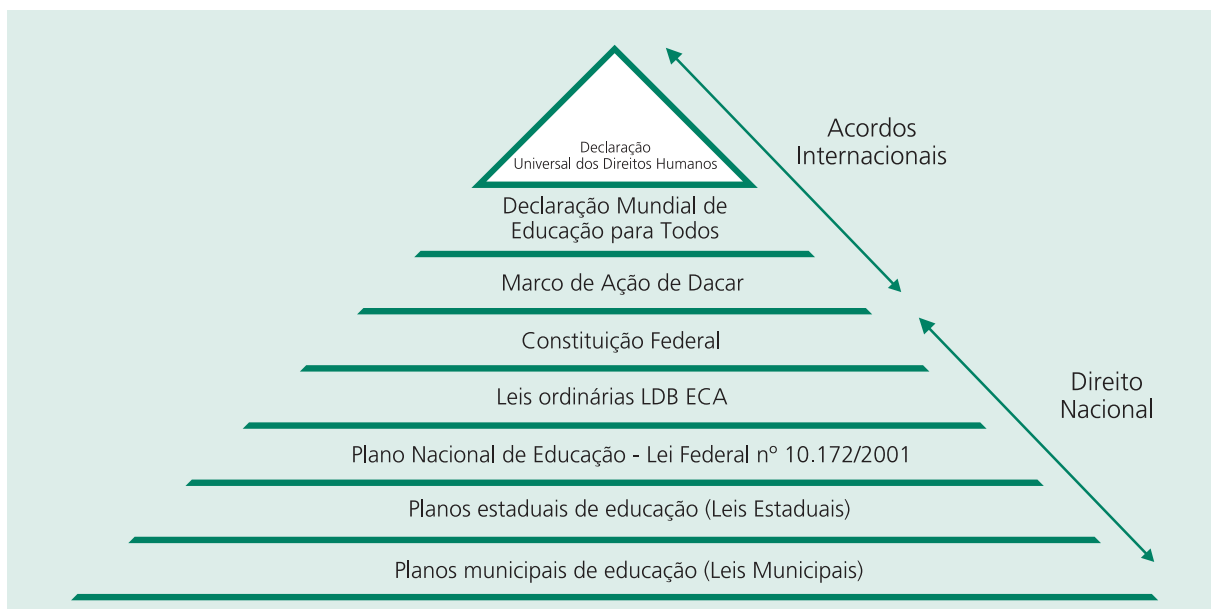 Declaração
Universal dos Direitos Humanos
Acordos
Internacionais
Declaração Mundial de
Educação para Todos
Marco de Ação de Dacar
Constituição Federal
Leis ordinárias LDB ECA
Direito
Nacional
Plano Nacional de Educação - Lei Federal nº 10.172/2001
Planos estaduais de educação (Leis Estaduais)
Planos municipais de educação (Leis Municipais)